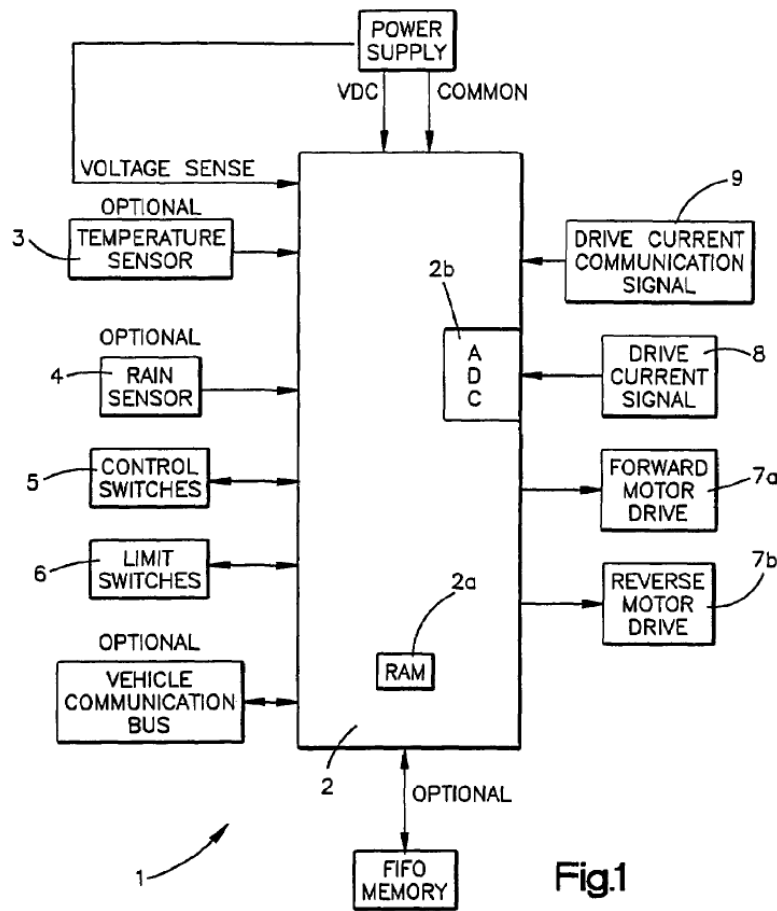 POWER
SUPPLY
VDC
COMMON
VOLTAGE SENSE
OPTIONAL
3
TEMPERATURE
SENSOR
9
DRIVE CURRENT
COMMUNICATION
SIGNAL
2b
A
D
C
OPTIONAL
4
RAIN
SENSOR
8
DRIVE
CURRENT
SIGNAL
5
CONTROL
SWITCHES
FORWARD
MOTOR
DRIVE
7a
6
LIMIT
SWITCHES
REVERSE
MOTOR
DRIVE
7b
2a
RAM
OPTIONAL
VEHICLE
COMMUNICATION
BUS
2
OPTIONAL
1
FIFO
MEMORY
Fig.1